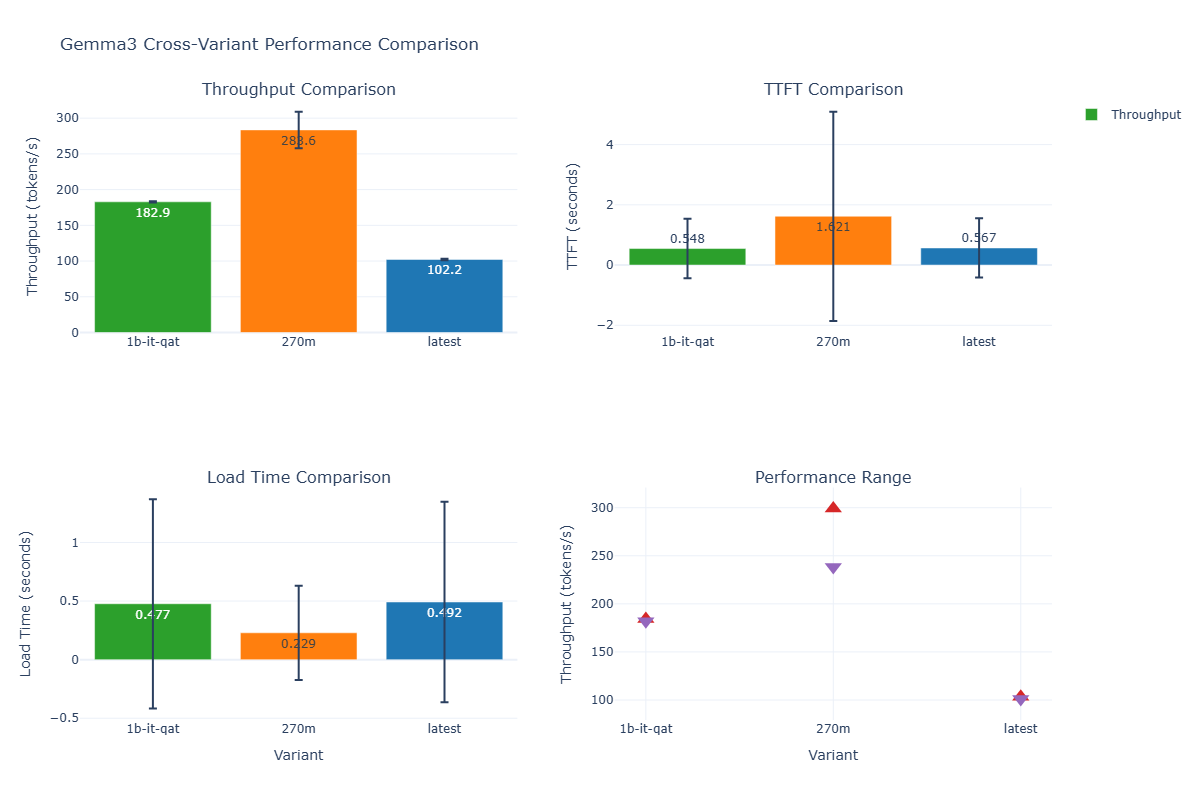 Gemma3 Cross-Variant Performance Comparison
Throughput Comparison
Throughput (tokens/s)
300
250
200
150
100
50
0
182.9
283.6
102.2
1b-it-qat
270m
latest
TTFT Comparison
TTFT (seconds)
4
2
0
−2
0.548
1.621
0.567
1b-it-qat
270m
latest
Throughput
Load Time Comparison
Load Time (seconds)
1
0.5
0
−0.5
0.477
0.229
0.492
1b-it-qat
270m
latest
Variant
Performance Range
Throughput (tokens/s)
300
250
200
150
100
1b-it-qat
270m
latest
Variant